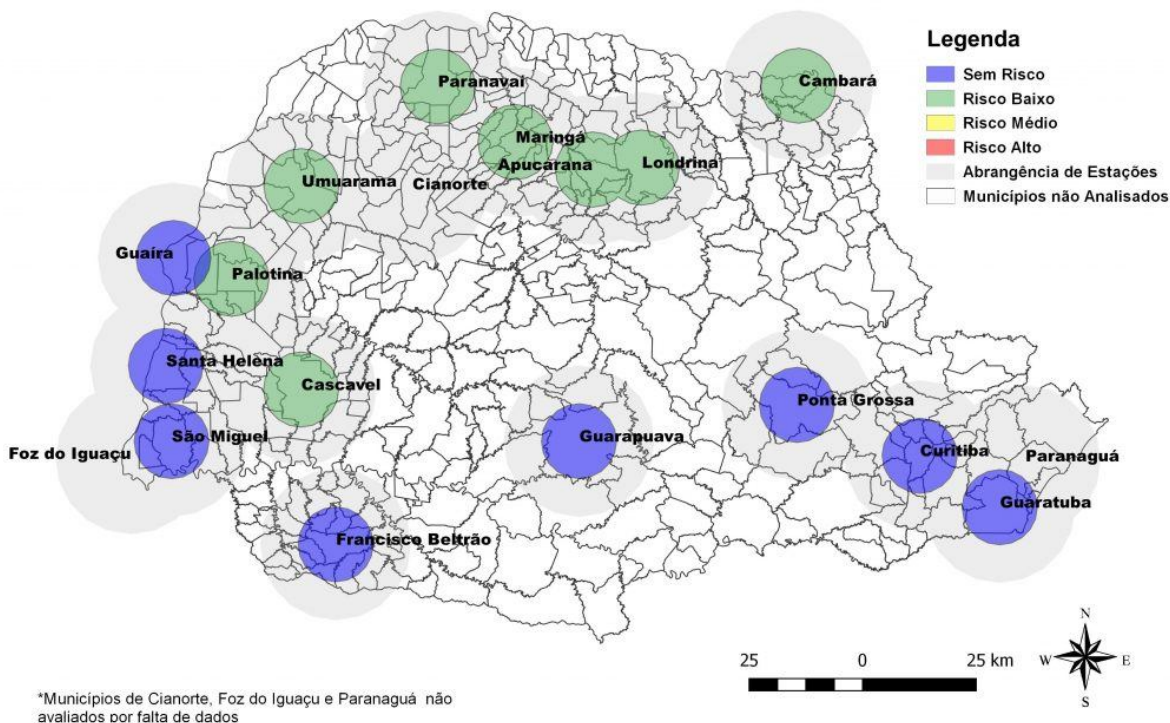 Legenda
Sem Risco
Risco Baixo
Risco Médio
Risco Alto
Abrangência de Estações
Municípios não Analisados
Paranavaí
Cambará
Maringá
Apucarana
Londrina
Umuarama
Cianorte
Guaíra
Palotina
Santa Helena
Cascavel
Ponta Grossa
São Miguel
Guarapuava
Foz do Iguaçu
Curitiba
Paranaguá
Guaratuba
Francisco Beltrão
N
W
E
S
25 0 25 km
*Municípios de Cianorte, Foz do Iguaçu e Paranaguá não
avaliados por falta de dados